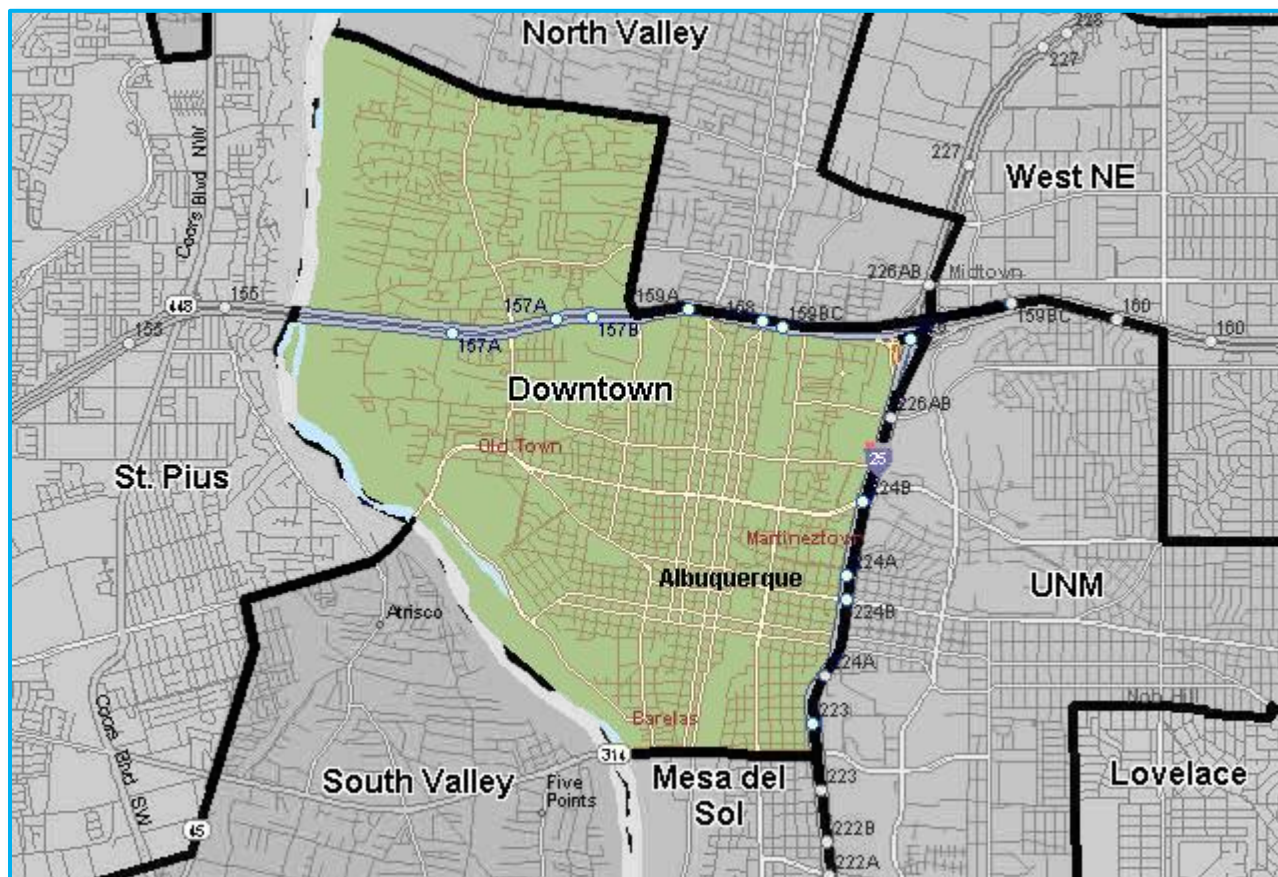 North Valley
228
227
227
West NE
Coors Blvd NW
226AB
Midtown
448
155
155
157A
157A
157B
159A
158
159BC
159BC
160
160
Downtown
226AB
Old Town
25
St. Pius
224B
Martineztown
Albuquerque
224A
UNM
224B
Atrisco
224A
Nob Hill
Barelas
223
314
Coors Blvd SW
South Valley
Five
Points
Mesa del
Sol
223
Lovelace
45
222B
222A